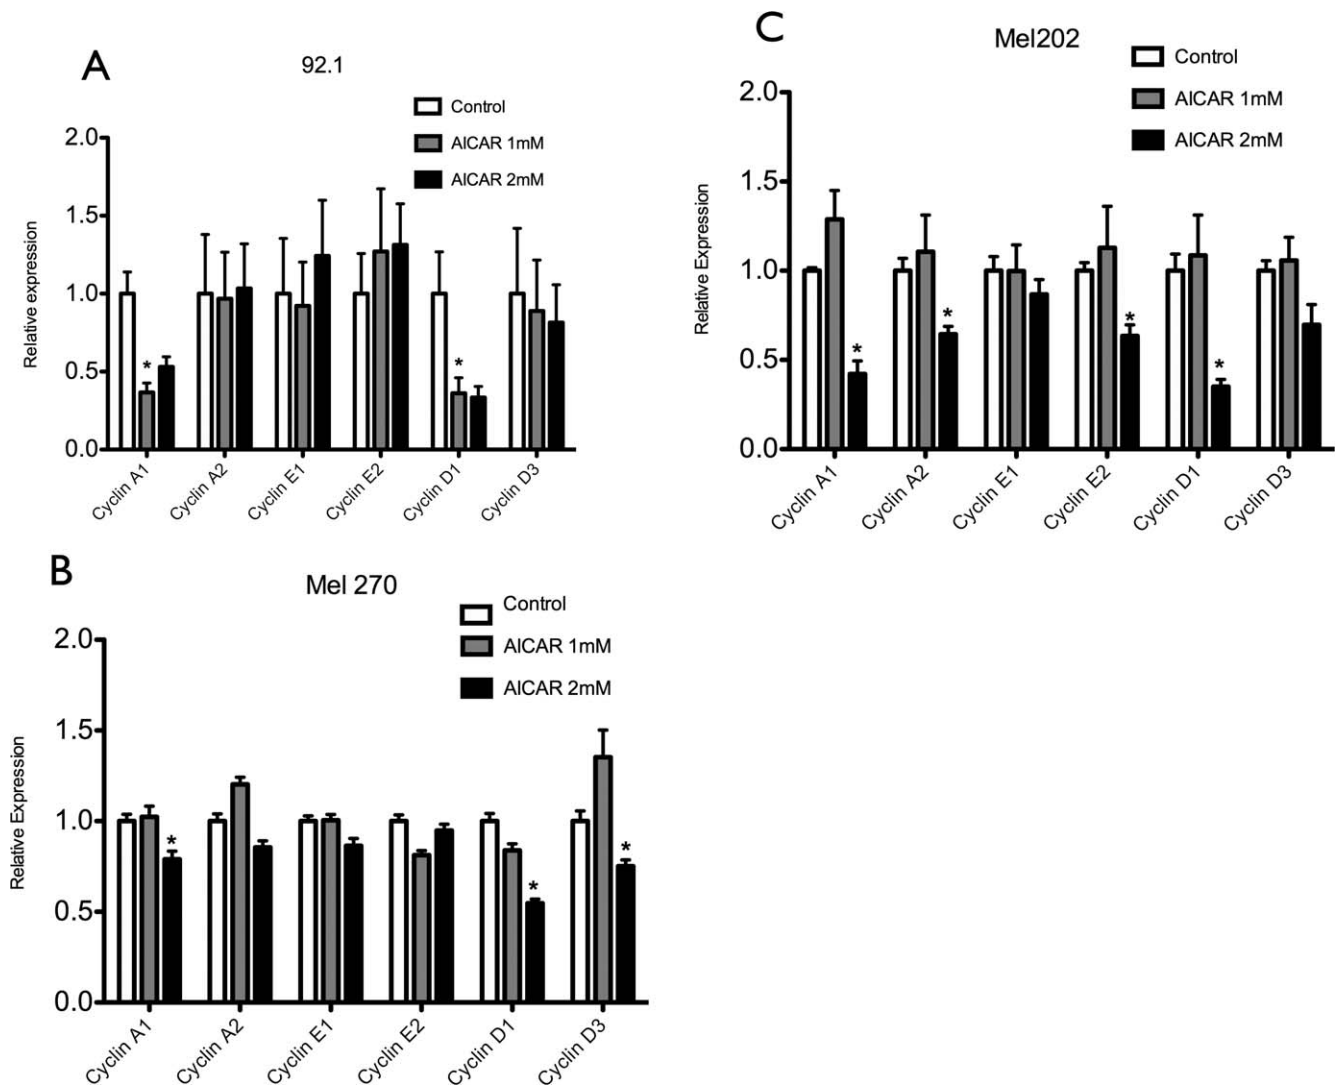 A
92.1
Control
AICAR 1mM
AICAR 2mM
Relative expression
2.0
1.5
1.0
0.5
0.0
*
*
Cyclin A1
Cyclin A2
Cyclin E1
Cyclin E2
Cyclin D1
Cyclin D3
C
Mel202
Control
AICAR 1mM
AICAR 2mM
Relative Expression
2.0
1.5
1.0
0.5
0.0
*
*
*
*
Cyclin A1
Cyclin A2
Cyclin E1
Cyclin E2
Cyclin D1
Cyclin D3
B
Mel 270
Control
AICAR 1mM
AICAR 2mM
Relative Expression
2.0
1.5
1.0
0.5
0.0
*
*
*
Cyclin A1
Cyclin A2
Cyclin E1
Cyclin E2
Cyclin D1
Cyclin D3